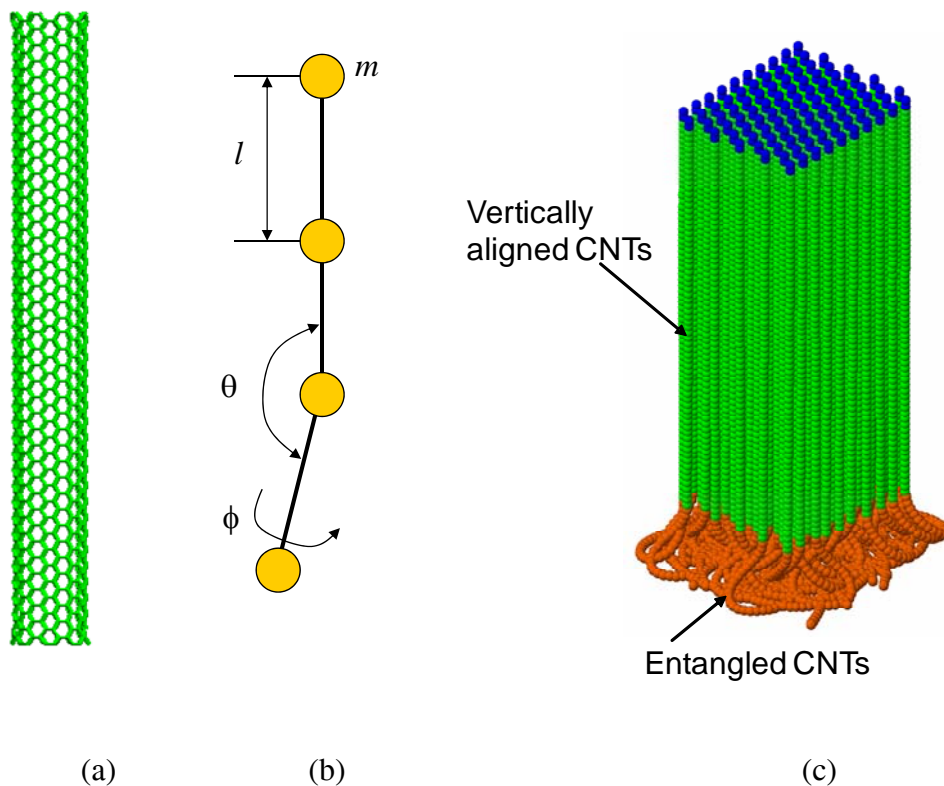 m
l
θ
ϕ
Vertically
aligned CNTs
Entangled CNTs
(a)
(b)
(c)